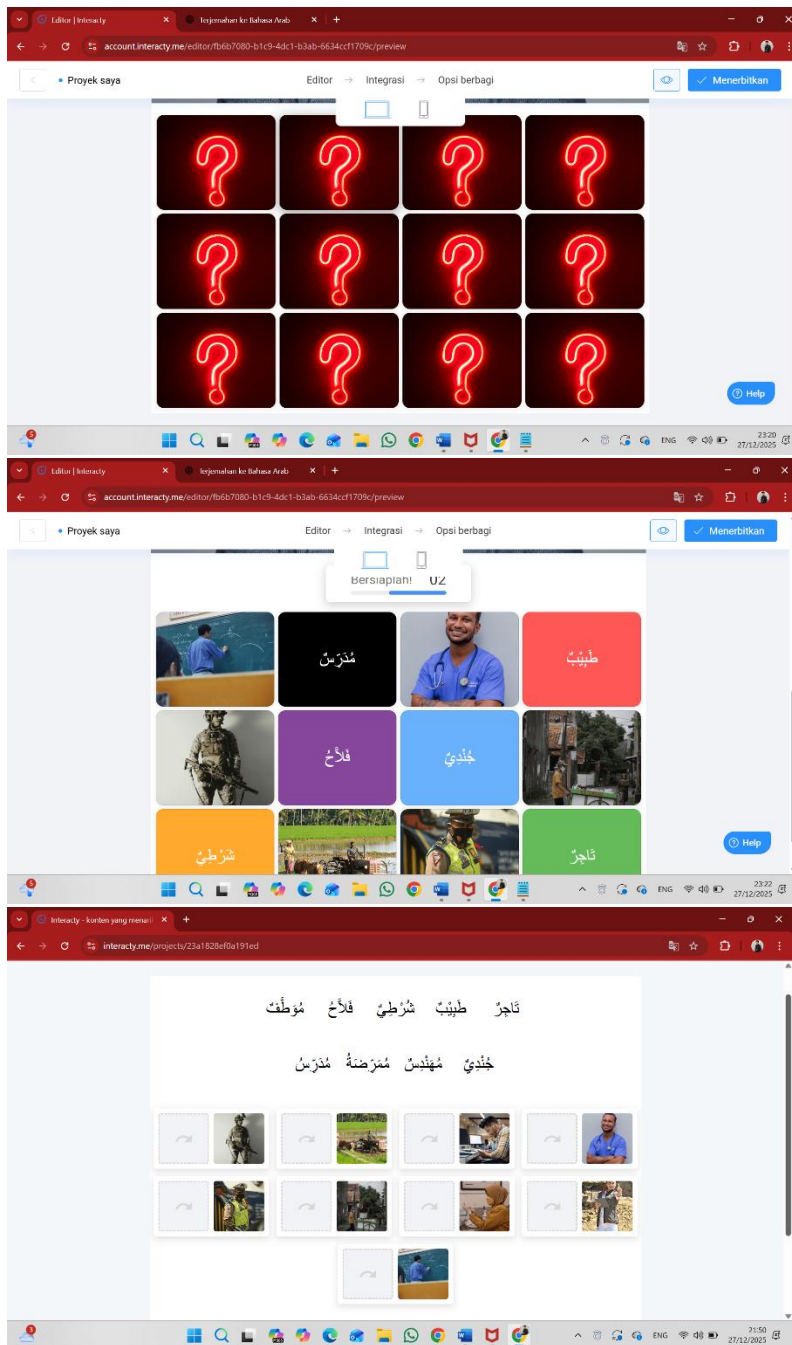 Editor | Interacty
Terjemahan ke Bahasa Arab
account.interacty.me/editor/fb6b7080-b1c9-4dc1-b3ab-6634ccf1709c/preview
Proyek saya
Editor → Integrasi → Opsi berbagi
Menerbitkan
Help
ENG
23:20
27/12/2025
Editor | Interacty
Terjemahan ke Bahasa Arab
account.interacty.me/editor/fb6b7080-b1c9-4dc1-b3ab-6634ccf1709c/preview
Proyek saya
Editor → Integrasi → Opsi berbagi
Menerbitkan
Bersiaplah! 02
مُدَرِّسٌ
طَبِيْبٌ
فَلاَّحُ
جُنْدِيٌ
شَرْطِيٌ
تَاجِرٌ
Help
ENG
23:22
27/12/2025
Interacty - konten yang menari
interacty.me/projects/23a1828ef0a191ed
تَاجِرٌ طَبِيْبٌ شُرْطِيٌ فَلاَّحُ مُوَظَّفٌ
جُنْدِيٌ مُهَنْدِسٌ مُمَرِّضَةُ مُدَرِّسُ
ENG
21:50
27/12/2025